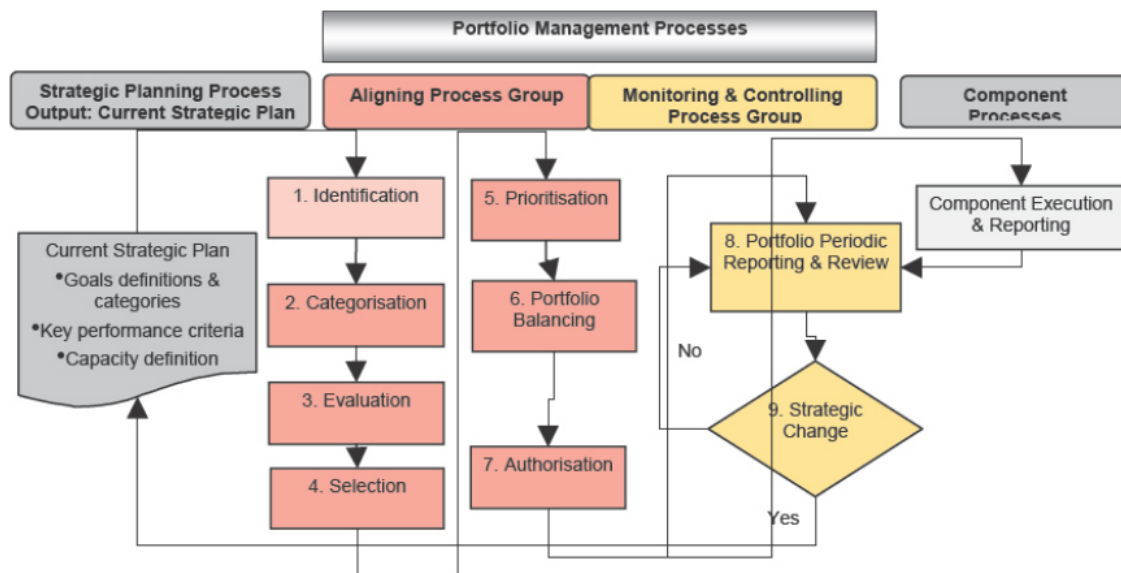 Portfolio Management Processes
Strategic Planning Process
Output: Current Strategic Plan
Aligning Process Group
Monitoring & Controlling
Process Group
Component
Processes
1. Identification
2. Categorisation
3. Evaluation
4. Selection
5. Prioritisation
6. Portfolio
Balancing
7. Authorisation
8. Portfolio Periodic
Reporting & Review
9. Strategic
Change
No
Yes
Component Execution
& Reporting
Current Strategic Plan
•Goals definitions &
categories
•Key performance criteria
•Capacity definition